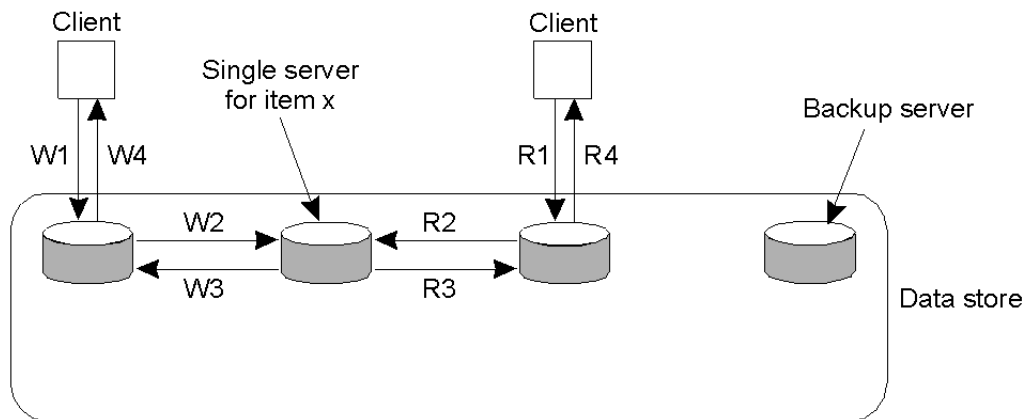 Client
Client
Single server
for item x
Backup server
W1
W4
R1
R4
W2
R2
W3
R3
Data store